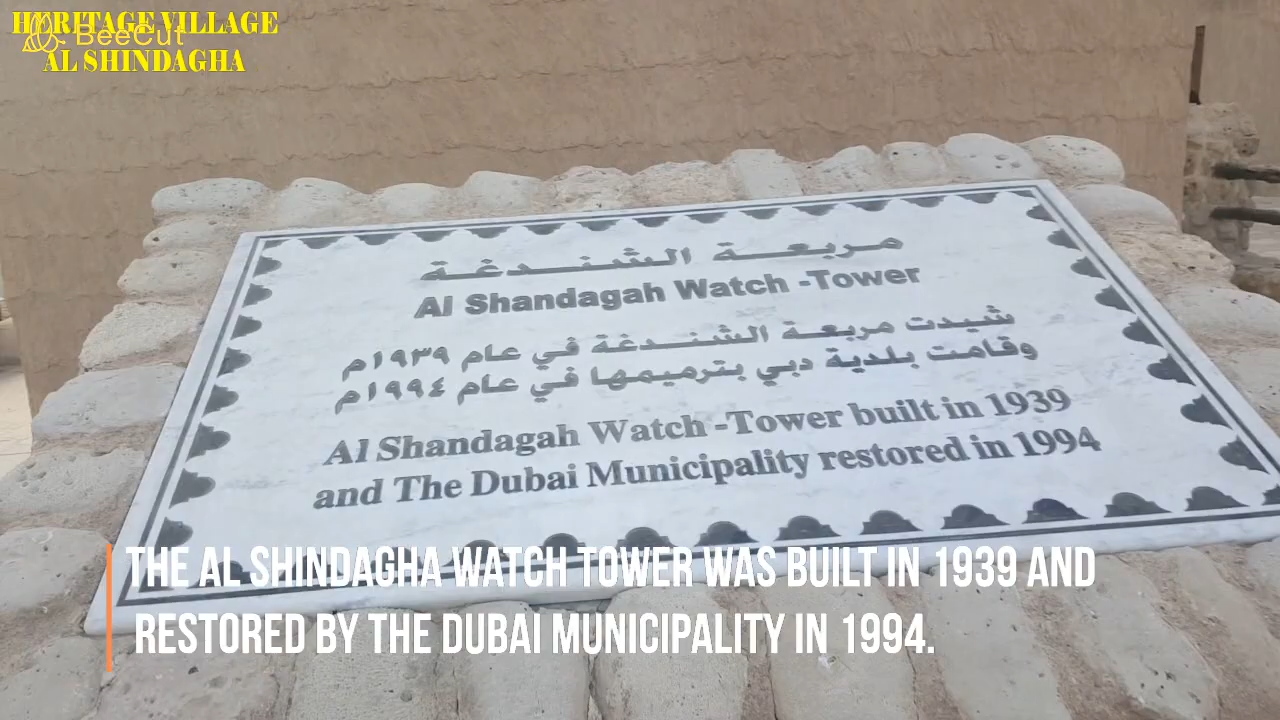 HERITAGE VILLAGE
BeeCut
AL SHINDAGHA
مربعة الشندغة
Al Shandagah Watch -Tower
شيدت مربعة الشندغة في عام ١٩٣٩م
وقامت بلدية دبي بترميمها في عام ١٩٩٤م
Al Shandagah Watch -Tower built in 1939
and The Dubai Municipality restored in 1994
THE AL SHINDAGHA WATCH TOWER WAS BUILT IN 1939 AND
RESTORED BY THE DUBAI MUNICIPALITY IN 1994.